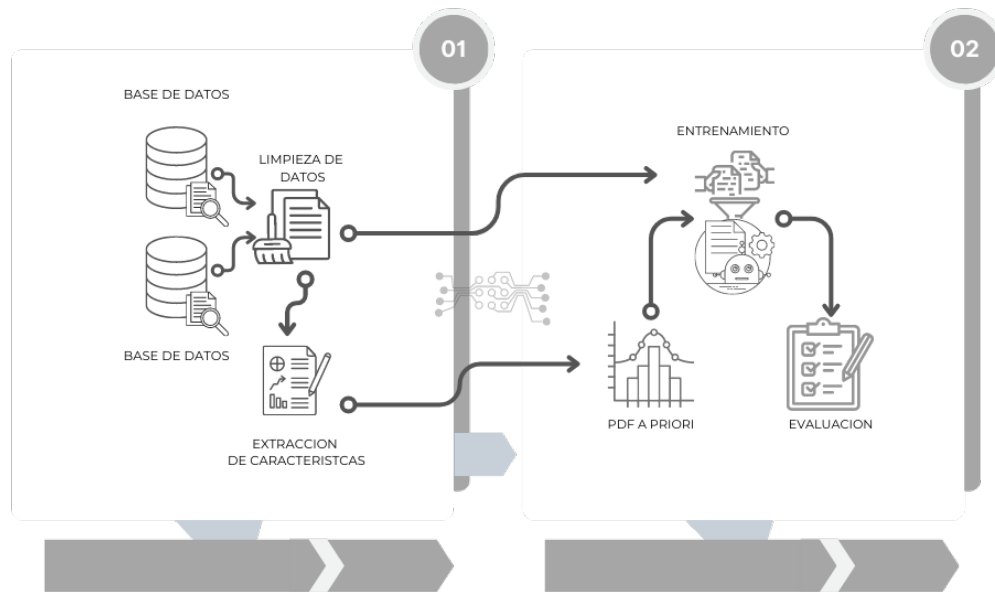 01
BASE DE DATOS
LIMPIEZA DE
DATOS
BASE DE DATOS
EXTRACCION
DE CARACTERISTCAS
02
ENTRENAMIENTO
PDF A PRIORI
EVALUACION